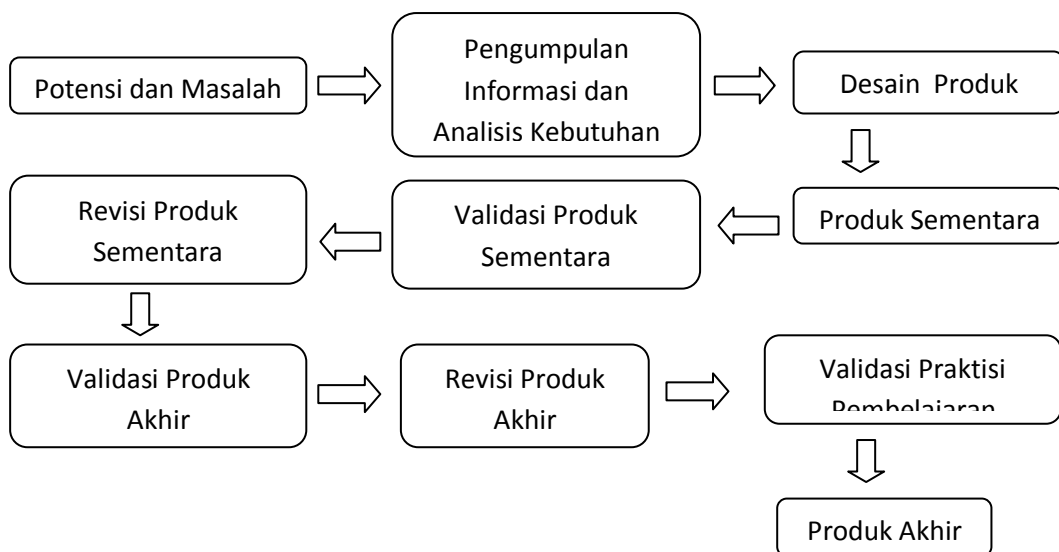 Potensi dan Masalah
Pengumpulan
Informasi dan
Analisis Kebutuhan
Desain Produk
Produk Sementara
Validasi Produk
Sementara
Revisi Produk
Sementara
Validasi Produk
Akhir
Revisi Produk
Akhir
Validasi Praktisi
Pembelajaran
Produk Akhir